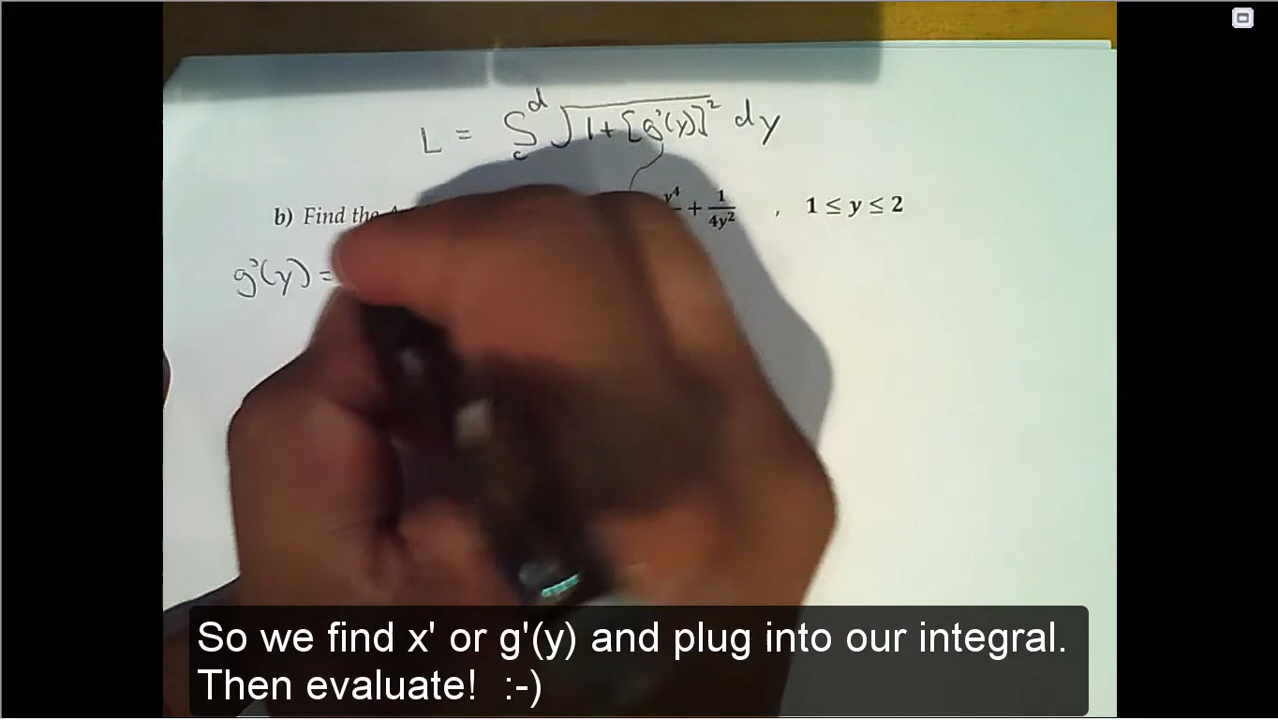 L = ∫_c^d √(1+[g'(y)]²) dy
b) Find the + 1/4y² , 1 ≤ y ≤ 2
g'(y) =
So we find x' or g'(y) and plug into our integral.
Then evaluate! :-)